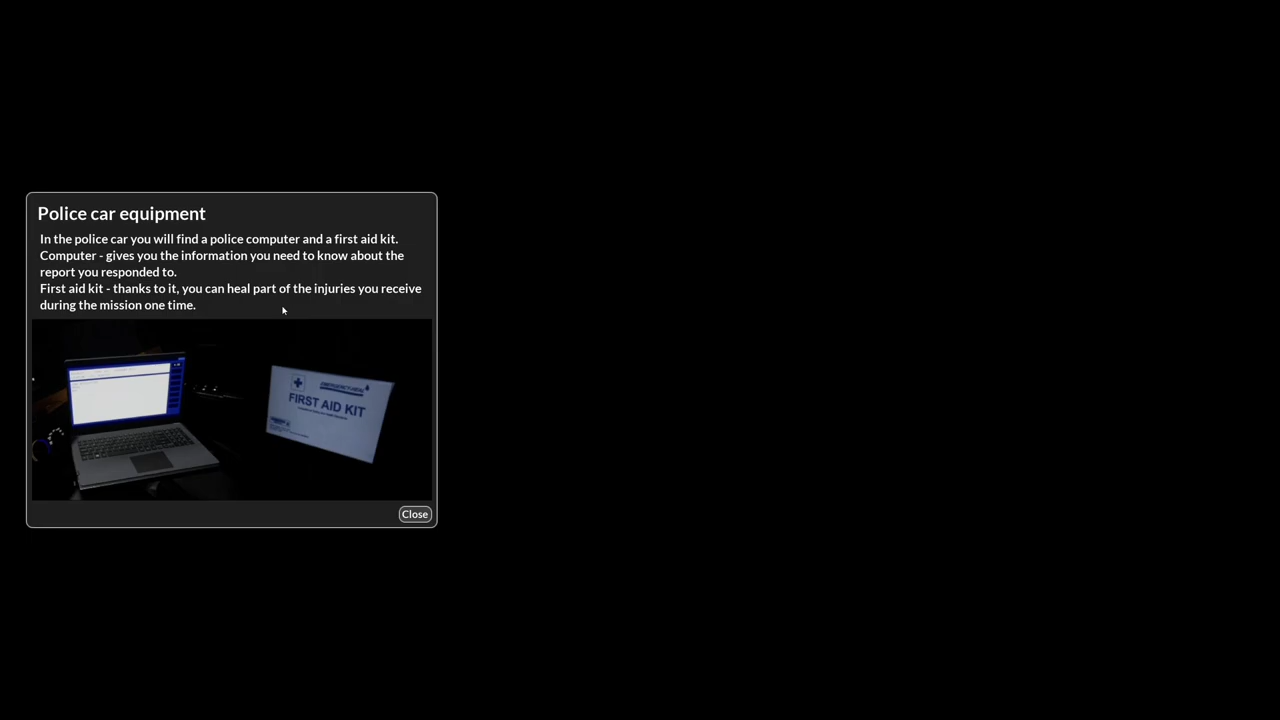 Police car equipment
In the police car you will find a police computer and a first aid kit.
Computer - gives you the information you need to know about the
report you responded to.
First aid kit - thanks to it, you can heal part of the injuries you receive
during the mission one time.
FIRST AID KIT
Close